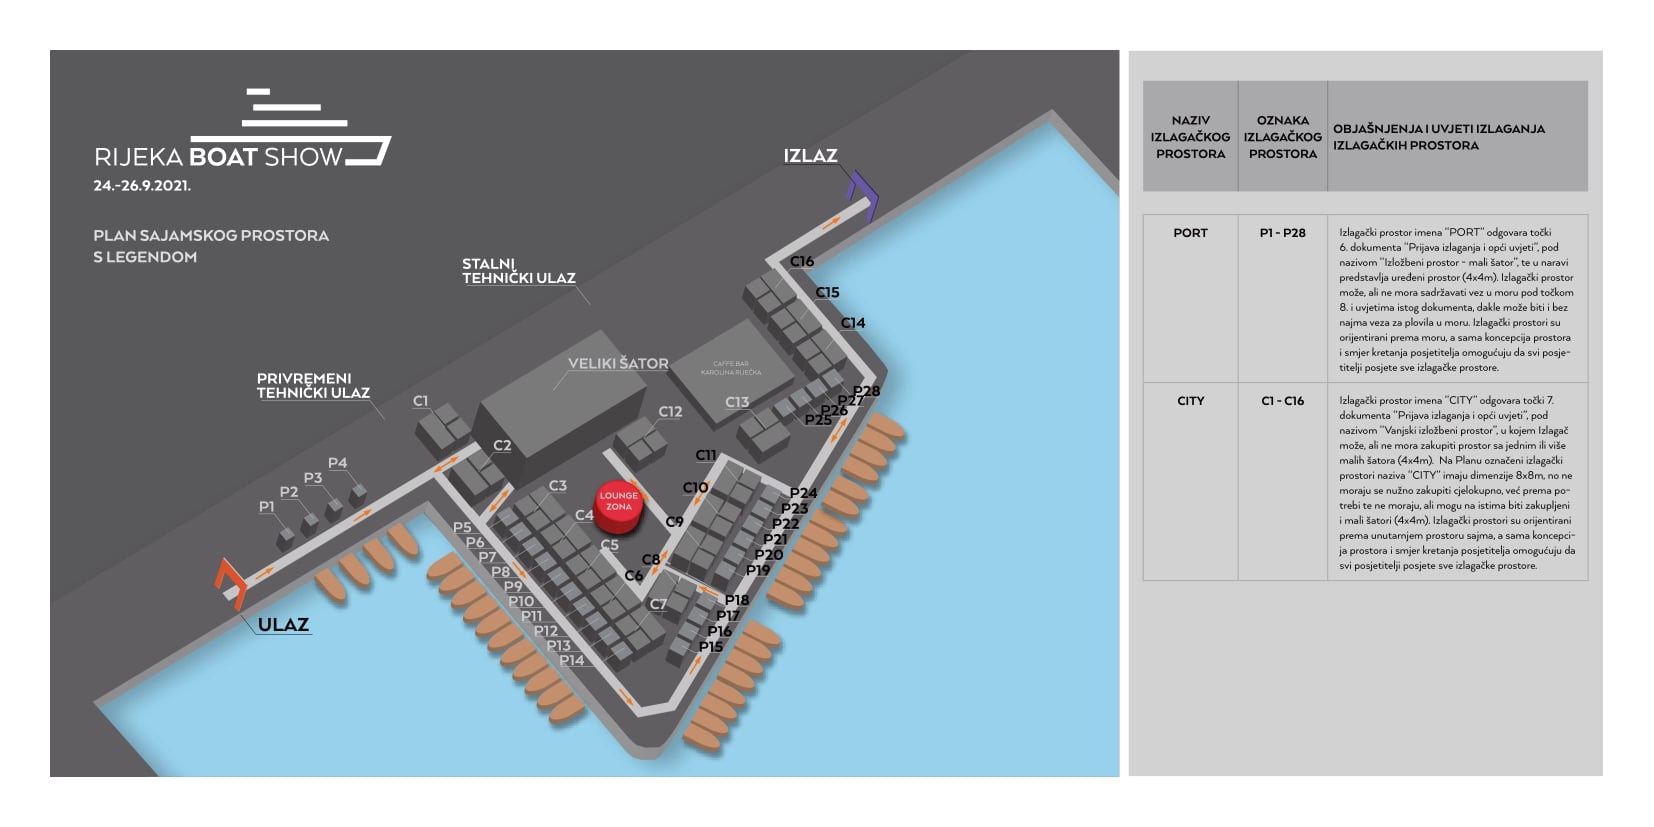 RIJEKA BOAT SHOW
24.-26.9.2021.
PLAN SAJAMSKOG PROSTORA
S LEGENDOM
IZLAZ
STALNI
TEHNIČKI ULAZ
PRIVREMENI
TEHNIČKI ULAZ
VELIKI ŠATOR
CAFFE BAR
KAROLINA RIJEČKA
LOUNGE
ZONA
ULAZ
C1
C2
C3
C4
C5
C6
C7
C8
C9
C10
C11
C12
C13
C14
C15
C16
P1
P2
P3
P4
P5
P6
P7
P8
P9
P10
P11
P12
P13
P14
P15
P16
P17
P18
P19
P20
P21
P22
P23
P24
P25
P26
P27
P28
NAZIV
IZLAGAČKOG
PROSTORA
OZNAKA
IZLAGAČKOG
PROSTORA
OBJAŠNJENJA I UVJETI IZLAGANJA
IZLAGAČKIH PROSTORA
PORT
P1 - P28
Izlagački prostor imena "PORT" odgovara točki
6. dokumenta "Prijava izlaganja i opći uvjeti", pod
nazivom "Izložbeni prostor - mali šator", te u naravi
predstavlja uređeni prostor (4x4m). Izlagački prostor
može, ali ne mora sadržavati vez u moru pod točkom
8. i uvjetima istog dokumenta, dakle može biti i bez
najma veza za plovila u moru. Izlagački prostori su
orijentirani prema moru, a sama koncepcija prostora
i smjer kretanja posjetitelja omogućuju da svi posje-
titelji posjete sve izlagačke prostore.
CITY
C1 - C16
Izlagački prostor imena "CITY" odgovara točki 7.
dokumenta "Prijava izlaganja i opći uvjeti", pod
nazivom "Vanjski izložbeni prostor", u kojem Izlagač
može, ali ne mora zakupiti prostor sa jednim ili više
malih šatora (4x4m).  Na Planu označeni izlagački
prostori naziva "CITY" imaju dimenzije 8x8m, no ne
moraju se nužno zakupiti cjelokupno, već prema po-
trebi te ne moraju, ali mogu na istima biti zakupljeni
i mali šatori (4x4m). Izlagački prostori su orijentirani
prema unutarnjem prostoru sajma, a sama koncepci-
ja prostora i smjer kretanja posjetitelja omogućuju da
svi posjetitelji posjete sve izlagačke prostore.